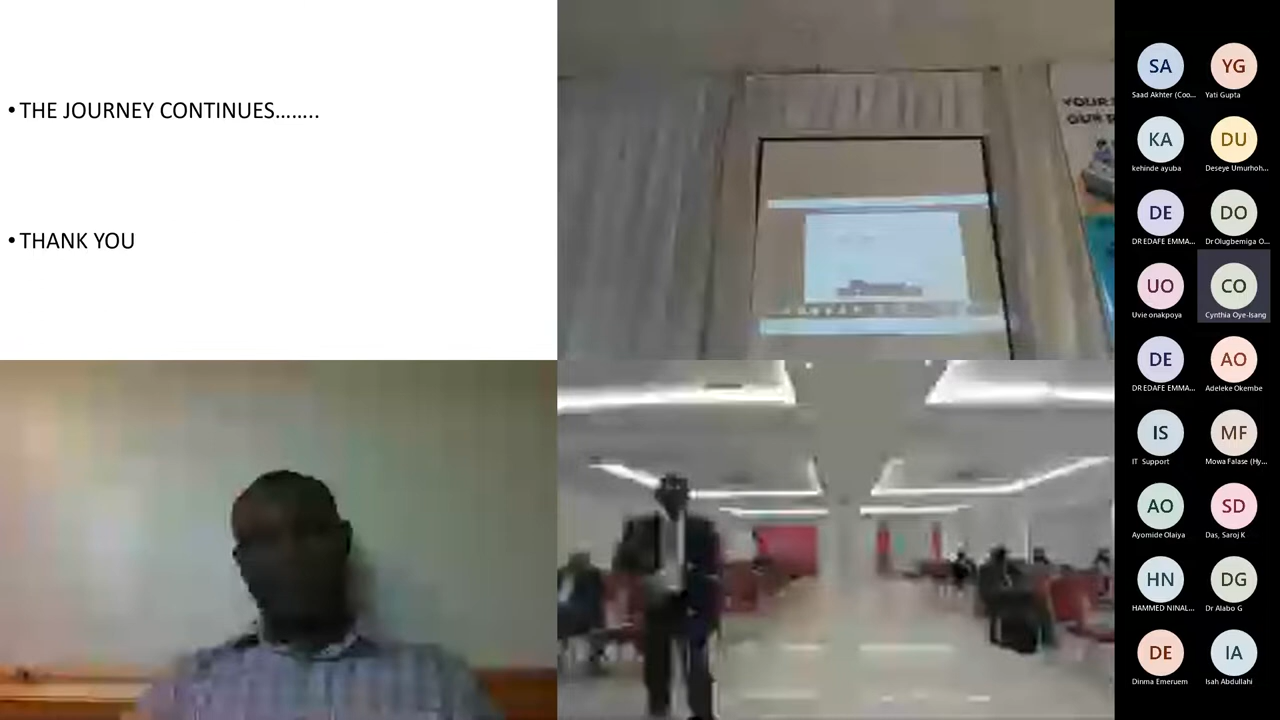 • THE JOURNEY CONTINUES........
• THANK YOU
YOUR
OUR
SA
YG
Saad Akhter (Coo...
Yati Gupta
KA
DU
kehinde ayuba
Deseye Umurhoh...
DE
DO
DR EDAFE EMMA...
Dr Olugbemiga O...
UO
CO
Uvie onakpoya
Cynthia Oye-Isang
DE
AO
DR EDAFE EMMA...
Adeleke Okembe
IS
MF
IT Support
Mowa Falase (Hy...
AO
SD
Ayomide Olaiya
Das, Saroj K
HN
DG
HAMMED NINAL...
Dr Alabo G
DE
IA
Dinma Emeruem
Isah Abdullahi